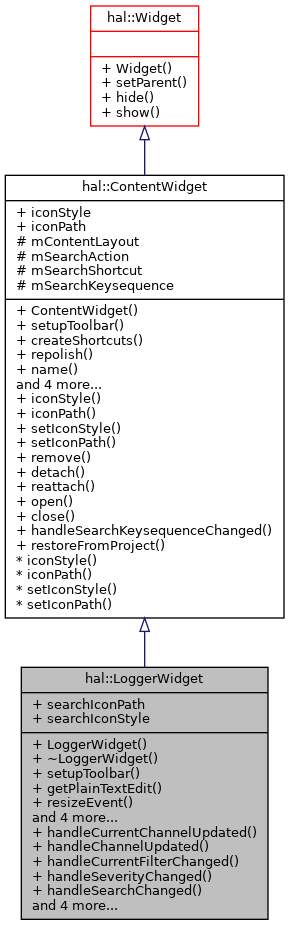 hal::Widget
+ Widget()
+ setParent()
+ hide()
+ show()
hal::ContentWidget
+ iconStyle
+ iconPath
# mContentLayout
# mSearchAction
# mSearchShortcut
# mSearchKeysequence
+ ContentWidget()
+ setupToolbar()
+ createShortcuts()
+ repolish()
+ name()
and 4 more...
+ iconStyle()
+ iconPath()
+ setIconStyle()
+ setIconPath()
+ remove()
+ detach()
+ reattach()
+ open()
+ close()
+ handleSearchKeysequenceChanged()
+ restoreFromProject()
* iconStyle()
* iconPath()
* setIconStyle()
* setIconPath()
hal::LoggerWidget
+ searchIconPath
+ searchIconStyle
+ LoggerWidget()
+ ~LoggerWidget()
+ setupToolbar()
+ getPlainTextEdit()
+ resizeEvent()
and 4 more...
+ handleCurrentChannelUpdated()
+ handleChannelUpdated()
+ handleCurrentFilterChanged()
+ handleSeverityChanged()
+ handleSearchChanged()
and 4 more...